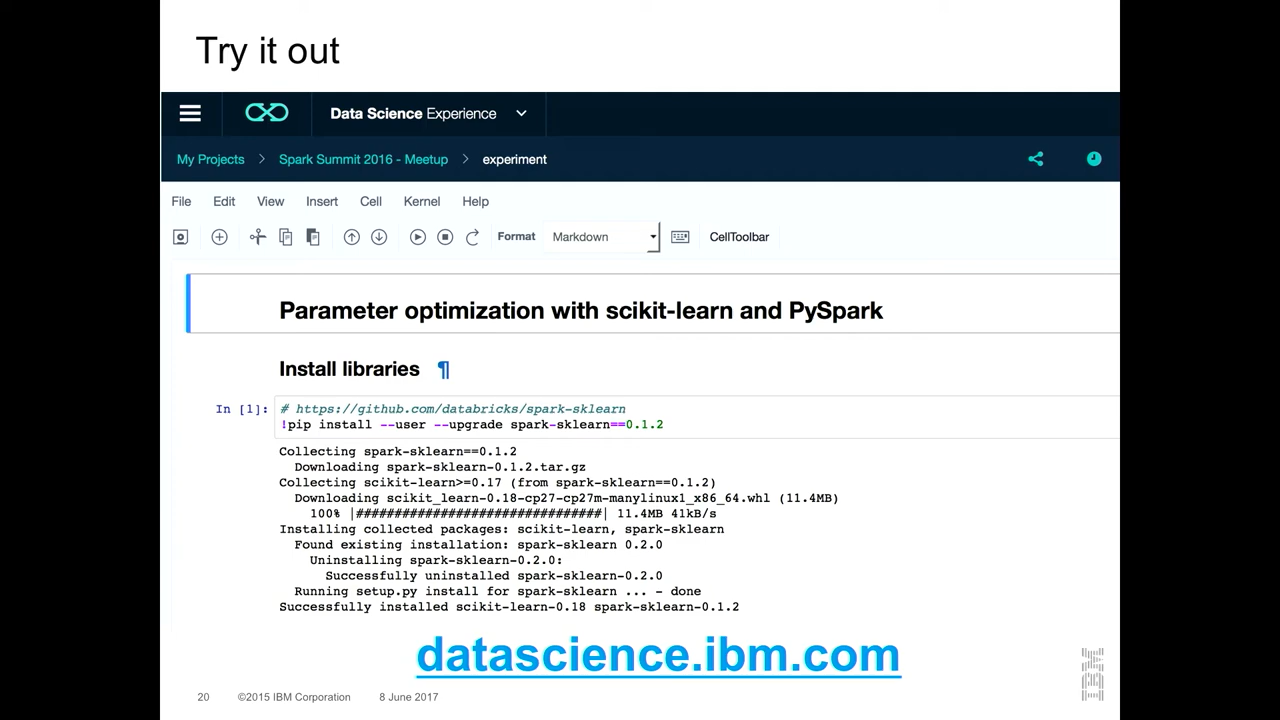 Try it out
Data Science Experience
My Projects > Spark Summit 2016 - Meetup > experiment
File Edit View Insert Cell Kernel Help
Format Markdown CellToolbar
Parameter optimization with scikit-learn and PySpark
Install libraries ¶
In [1]: # https://github.com/databricks/spark-sklearn
!pip install --user --upgrade spark-sklearn==0.1.2
Collecting spark-sklearn==0.1.2
Downloading spark-sklearn-0.1.2.tar.gz
Collecting scikit-learn>=0.17 (from spark-sklearn==0.1.2)
Downloading scikit_learn-0.18-cp27-cp27m-manylinux1_x86_64.whl (11.4MB)
100% |################################| 11.4MB 41kB/s
Installing collected packages: scikit-learn, spark-sklearn
Found existing installation: spark-sklearn 0.2.0
Uninstalling spark-sklearn-0.2.0:
Successfully uninstalled spark-sklearn-0.2.0
Running setup.py install for spark-sklearn ... - done
Successfully installed scikit-learn-0.18 spark-sklearn-0.1.2
datascience.ibm.com
20 ©2015 IBM Corporation 8 June 2017
IBM